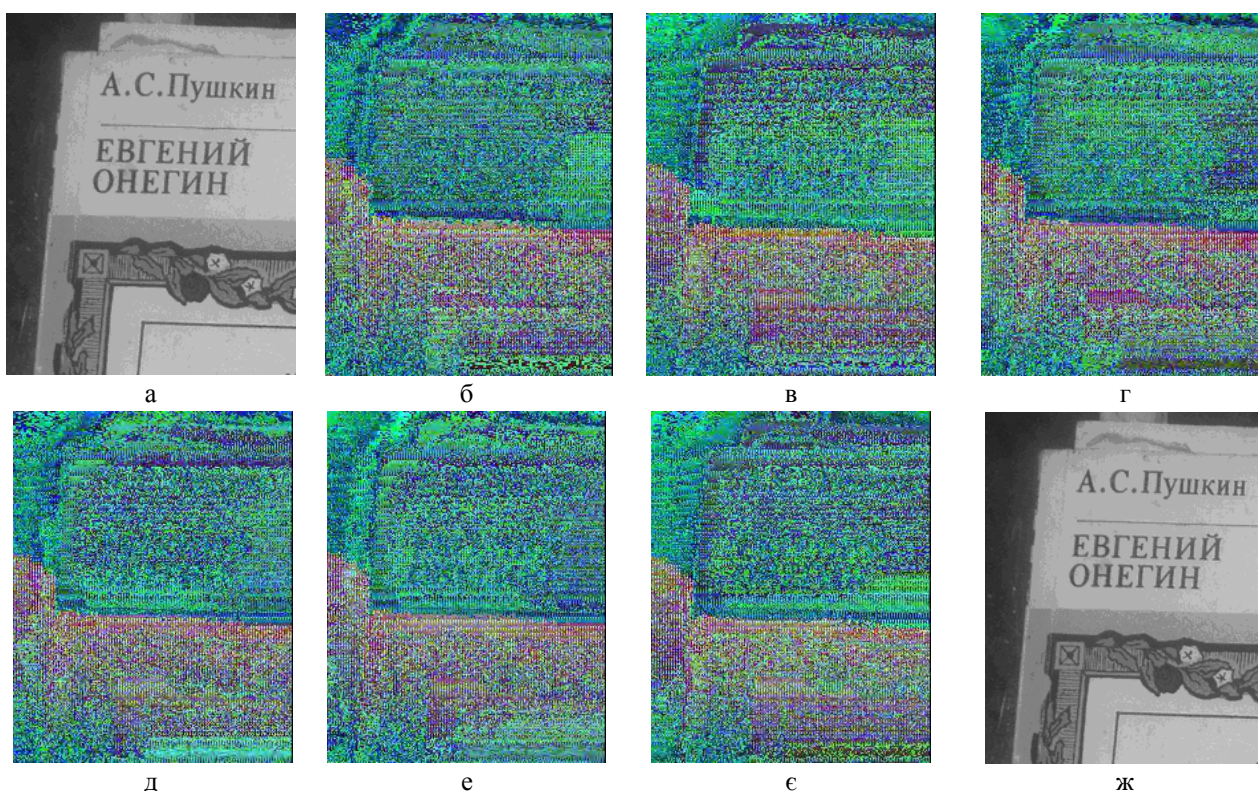 А.С.Пушкин
ЕВГЕНИЙ
ОНЕГИН
а
б
в
г
А.С.Пушкин
ЕВГЕНИЙ
ОНЕГИН
д
е
є
ж